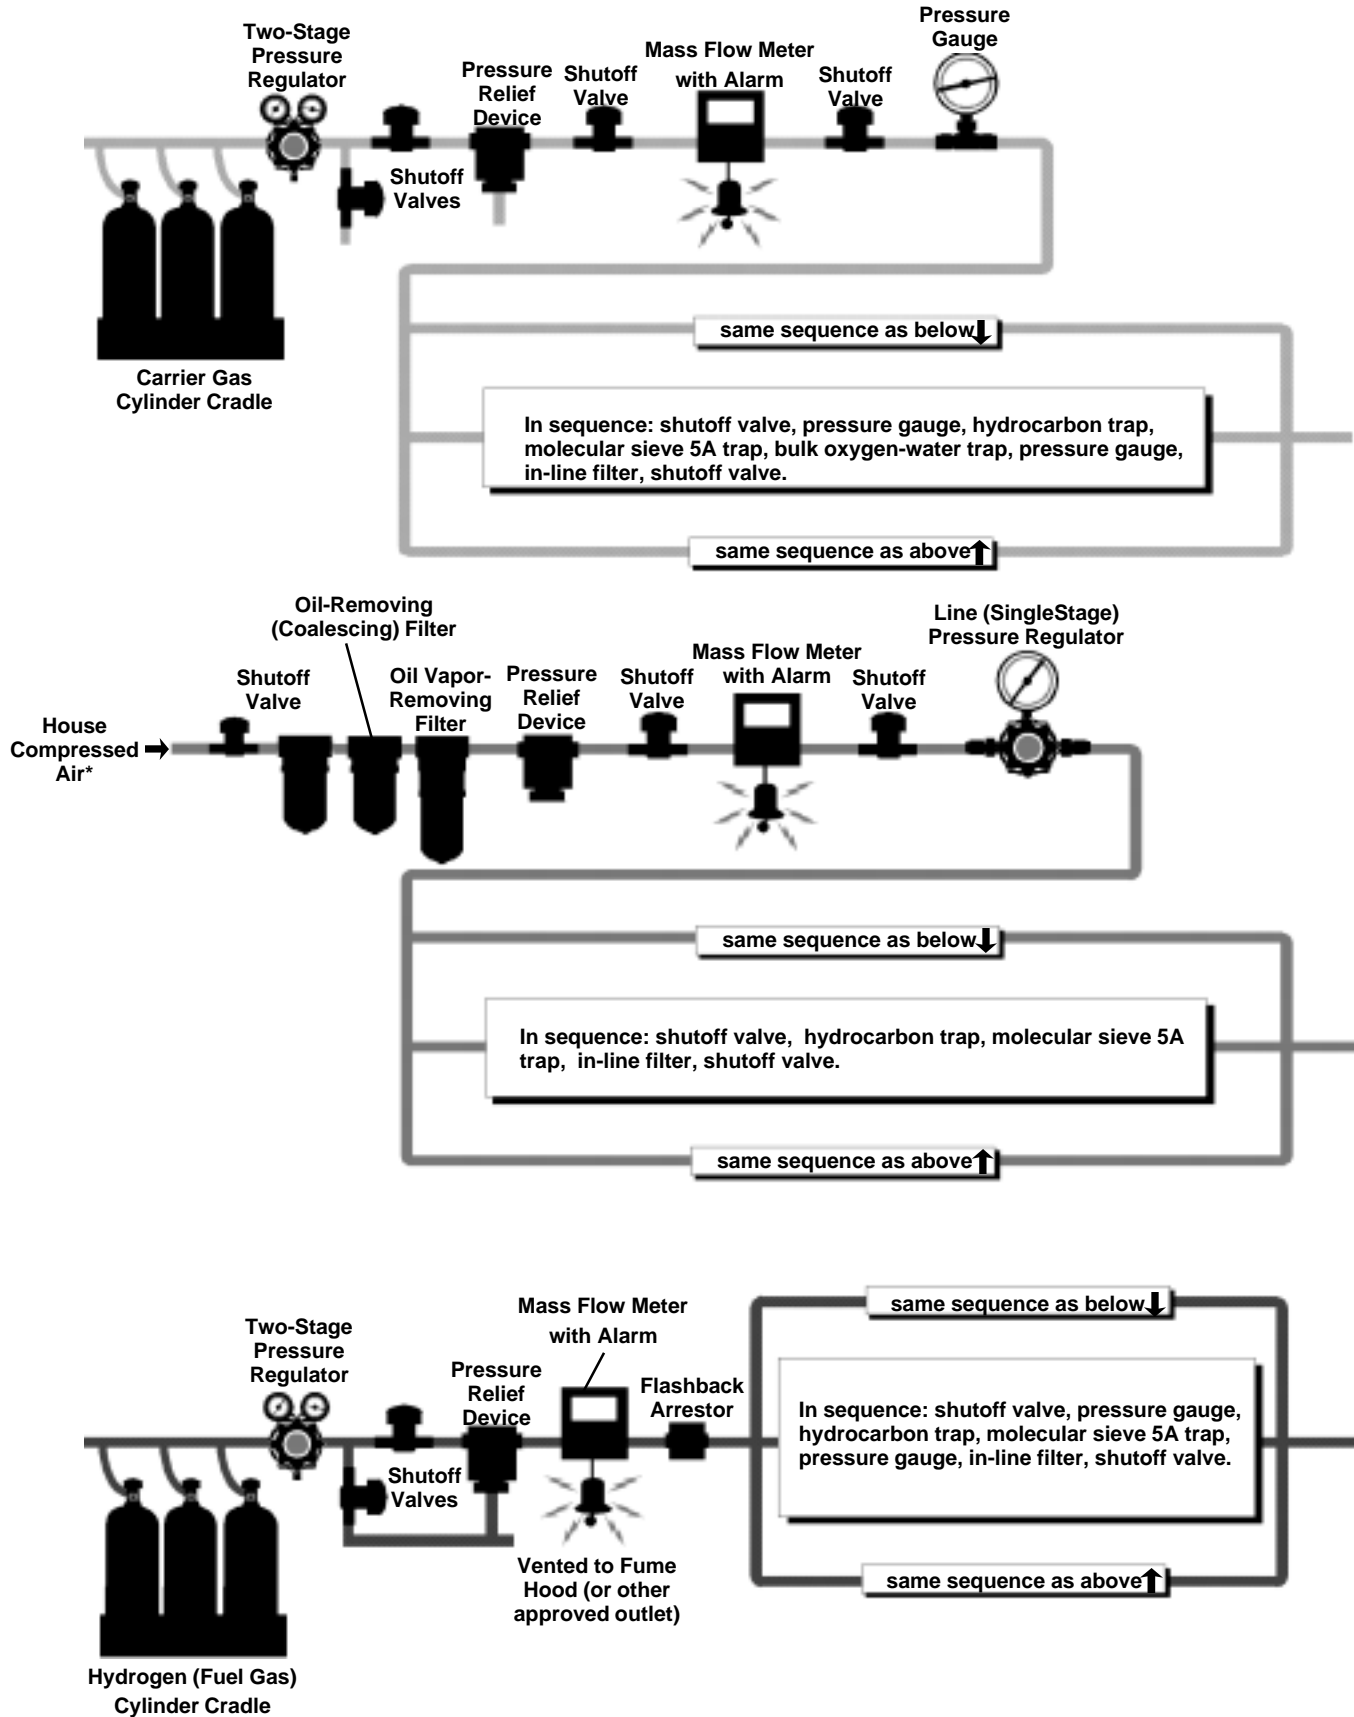 Two-Stage
Pressure
Regulator
Pressure
Relief
Device
Shutoff
Valve
Mass Flow Meter
with Alarm
Shutoff
Valve
Pressure
Gauge
Shutoff
Valves
Carrier Gas
Cylinder Cradle
same sequence as below
In sequence: shutoff valve, pressure gauge, hydrocarbon trap,
molecular sieve 5A trap, bulk oxygen-water trap, pressure gauge,
in-line filter, shutoff valve.
same sequence as above
Oil-Removing
(Coalescing) Filter
Line (SingleStage)
Pressure Regulator
Shutoff
Valve
Oil Vapor-
Removing
Filter
Pressure
Relief
Device
Shutoff
Valve
Mass Flow Meter
with Alarm
Shutoff
Valve
House
Compressed
Air*
same sequence as below
In sequence: shutoff valve, hydrocarbon trap, molecular sieve 5A
trap, in-line filter, shutoff valve.
same sequence as above
Two-Stage
Pressure
Regulator
Pressure
Relief
Device
Mass Flow Meter
with Alarm
Flashback
Arrestor
same sequence as below
In sequence: shutoff valve, pressure gauge,
hydrocarbon trap, molecular sieve 5A trap,
pressure gauge, in-line filter, shutoff valve.
same sequence as above
Shutoff
Valves
Vented to Fume
Hood (or other
approved outlet)
Hydrogen (Fuel Gas)
Cylinder Cradle